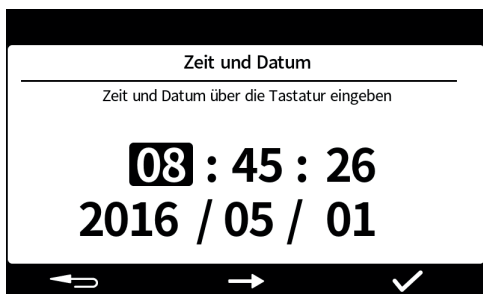 Zeit und Datum
Zeit und Datum über die Tastatur eingeben
08 : 45 : 26
2016 / 05 / 01